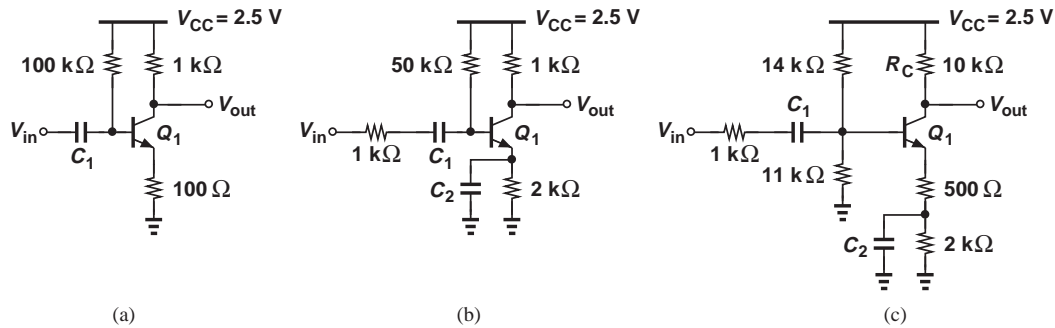 V_CC = 2.5 V
100 kΩ
1 kΩ
V_out
V_in
C_1
Q_1
100 Ω
(a)
V_CC = 2.5 V
50 kΩ
1 kΩ
V_out
V_in
1 kΩ
C_1
Q_1
C_2
2 kΩ
(b)
V_CC = 2.5 V
14 kΩ
R_C
10 kΩ
V_out
C_1
V_in
1 kΩ
Q_1
11 kΩ
500 Ω
C_2
2 kΩ
(c)